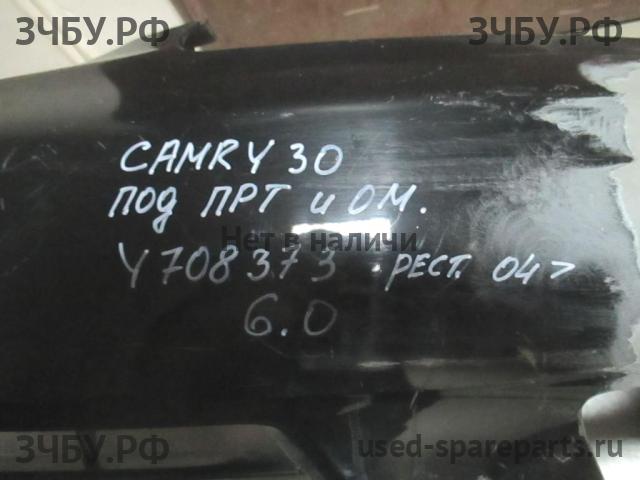 ЗЧБУ.РФ ЗЧБУ.РФ
CAMRY 30
под ПРТ и ОМ.
Нет в наличии
У708373 РЕСТ. 04>
6.0
ЗЧБУ.РФ used-spareparts.ru